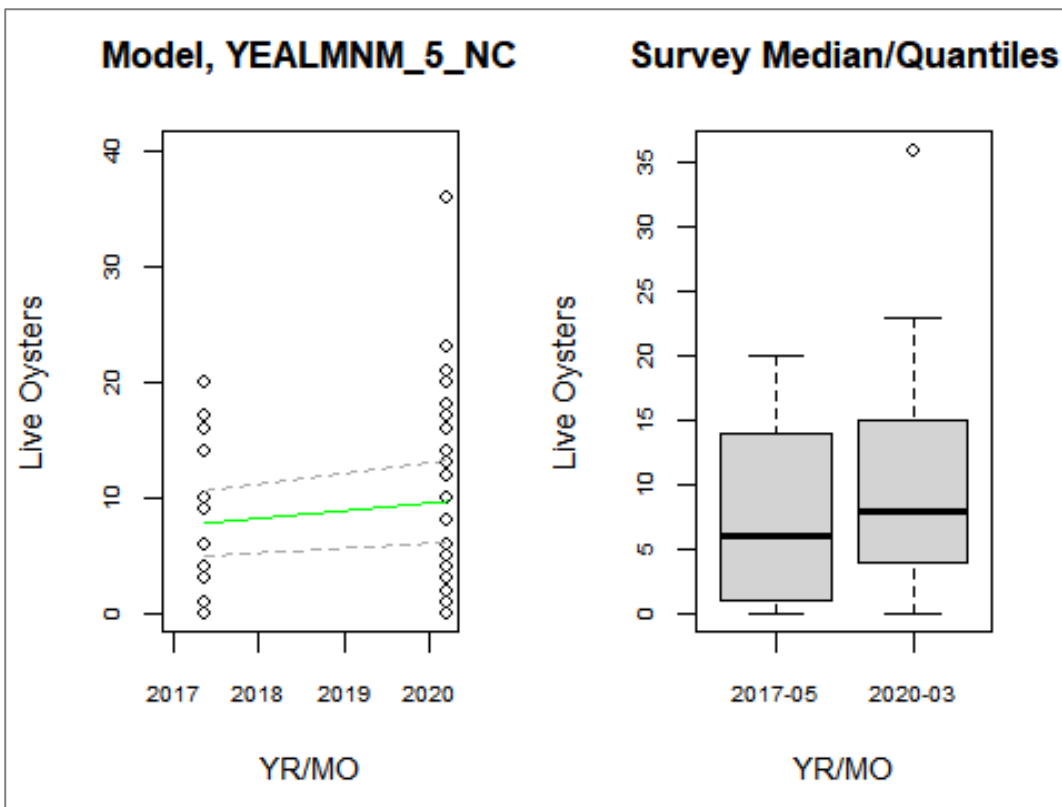 Model, YEALMNM_5_NC
Live Oysters
40
30
20
10
0
2017 2018 2019 2020
YR/MO
Survey Median/Quantiles
Live Oysters
35
30
25
20
15
10
5
0
2017-05 2020-03
YR/MO